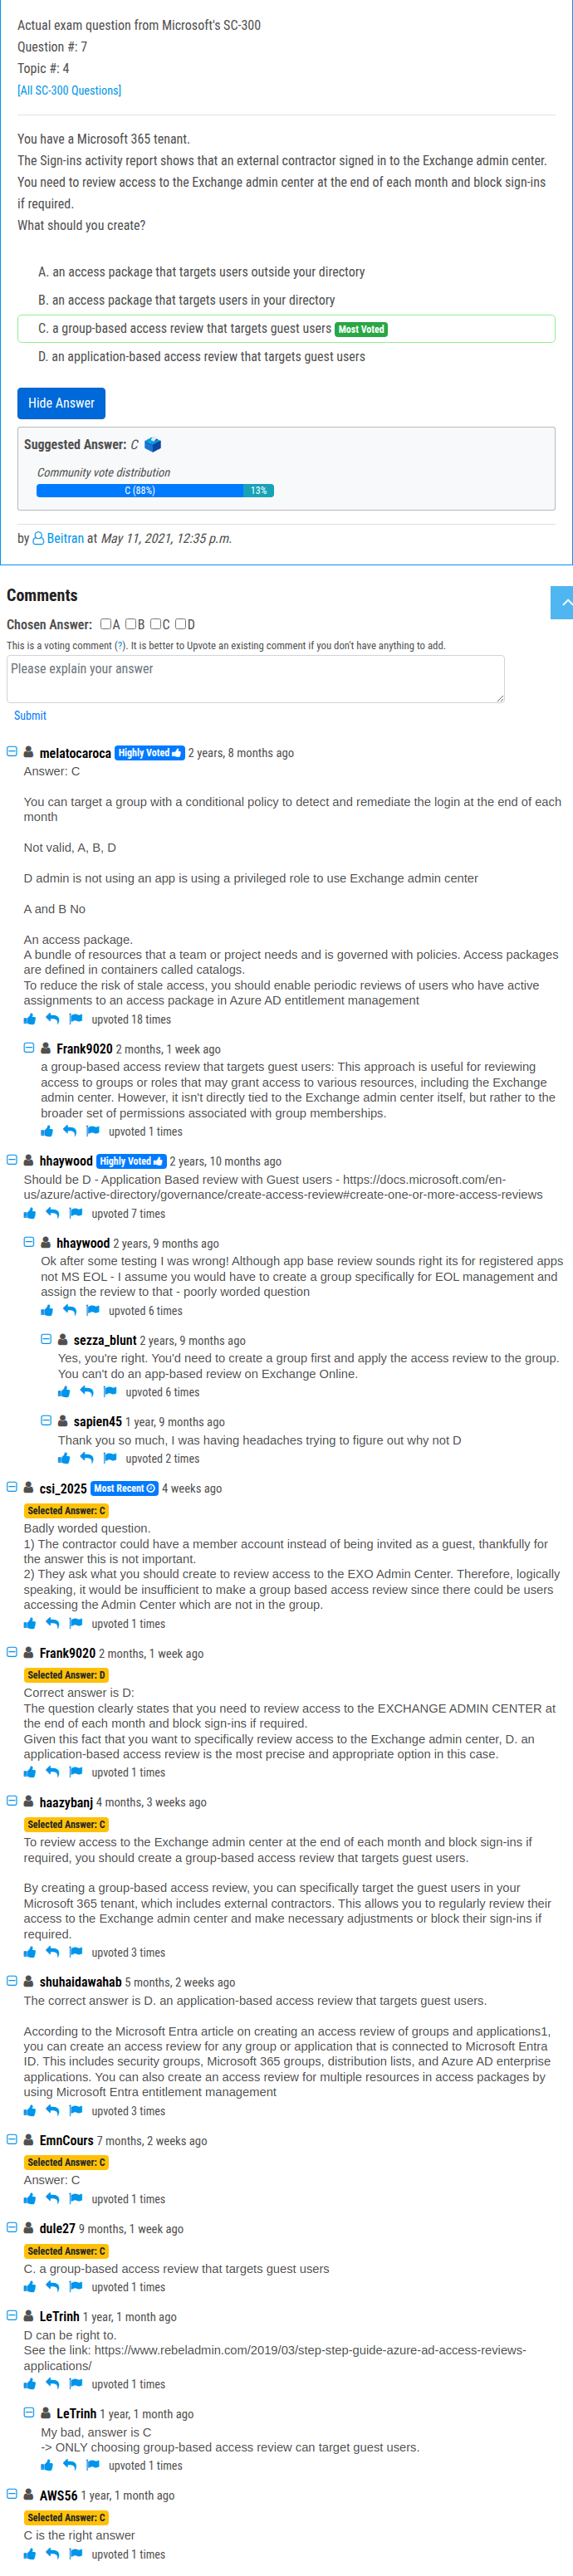 Actual exam question from Microsoft's SC-300
Question #: 7
Topic #: 4
[All SC-300 Questions]
You have a Microsoft 365 tenant.
The Sign-ins activity report shows that an external contractor signed in to the Exchange admin center.
You need to review access to the Exchange admin center at the end of each month and block sign-ins
if required.
What should you create?
A. an access package that targets users outside your directory
B. an access package that targets users in your directory
C. a group-based access review that targets guest users Most Voted
D. an application-based access review that targets guest users
Hide Answer
Suggested Answer: C
Community vote distribution
C (88%) 13%
by Beitran at May 11, 2021, 12:35 p.m.
Comments
Chosen Answer: A B C D
This is a voting comment (?). It is better to Upvote an existing comment if you don't have anything to add.
Please explain your answer
Submit
melatocaroca Highly Voted 2 years, 8 months ago
Answer: C
You can target a group with a conditional policy to detect and remediate the login at the end of each
month
Not valid, A, B, D
D admin is not using an app is using a privileged role to use Exchange admin center
A and B No
An access package.
A bundle of resources that a team or project needs and is governed with policies. Access packages
are defined in containers called catalogs.
To reduce the risk of stale access, you should enable periodic reviews of users who have active
assignments to an access package in Azure AD entitlement management
upvoted 18 times
Frank9020 2 months, 1 week ago
a group-based access review that targets guest users: This approach is useful for reviewing
access to groups or roles that may grant access to various resources, including the Exchange
admin center. However, it isn't directly tied to the Exchange admin center itself, but rather to the
broader set of permissions associated with group memberships.
upvoted 1 times
hhaywood Highly Voted 2 years, 10 months ago
Should be D - Application Based review with Guest users - https://docs.microsoft.com/en-
us/azure/active-directory/governance/create-access-review#create-one-or-more-access-reviews
upvoted 7 times
hhaywood 2 years, 9 months ago
Ok after some testing I was wrong! Although app base review sounds right its for registered apps
not MS EOL - I assume you would have to create a group specifically for EOL management and
assign the review to that - poorly worded question
upvoted 6 times
sezza_blunt 2 years, 9 months ago
Yes, you're right. You'd need to create a group first and apply the access review to the group.
You can't do an app-based review on Exchange Online.
upvoted 6 times
sapien45 1 year, 9 months ago
Thank you so much, I was having headaches trying to figure out why not D
upvoted 2 times
csi_2025 Most Recent 4 weeks ago
Selected Answer: C
Badly worded question.
1) The contractor could have a member account instead of being invited as a guest, thankfully for
the answer this is not important.
2) They ask what you should create to review access to the EXO Admin Center. Therefore, logically
speaking, it would be insufficient to make a group based access review since there could be users
accessing the Admin Center which are not in the group.
upvoted 1 times
Frank9020 2 months, 1 week ago
Selected Answer: D
Correct answer is D:
The question clearly states that you need to review access to the EXCHANGE ADMIN CENTER at
the end of each month and block sign-ins if required.
Given this fact that you want to specifically review access to the Exchange admin center, D. an
application-based access review is the most precise and appropriate option in this case.
upvoted 1 times
haazybanj 4 months, 3 weeks ago
Selected Answer: C
To review access to the Exchange admin center at the end of each month and block sign-ins if
required, you should create a group-based access review that targets guest users.
By creating a group-based access review, you can specifically target the guest users in your
Microsoft 365 tenant, which includes external contractors. This allows you to regularly review their
access to the Exchange admin center and make necessary adjustments or block their sign-ins if
required.
upvoted 3 times
shuhaidawahab 5 months, 2 weeks ago
The correct answer is D. an application-based access review that targets guest users.
According to the Microsoft Entra article on creating an access review of groups and applications1,
you can create an access review for any group or application that is connected to Microsoft Entra
ID. This includes security groups, Microsoft 365 groups, distribution lists, and Azure AD enterprise
applications. You can also create an access review for multiple resources in access packages by
using Microsoft Entra entitlement management
upvoted 3 times
EmnCours 7 months, 2 weeks ago
Selected Answer: C
Answer: C
upvoted 1 times
dule27 9 months, 1 week ago
Selected Answer: C
C. a group-based access review that targets guest users
upvoted 1 times
LeTrinh 1 year, 1 month ago
D can be right to.
See the link: https://www.rebeladmin.com/2019/03/step-step-guide-azure-ad-access-reviews-
applications/
upvoted 1 times
LeTrinh 1 year, 1 month ago
My bad, answer is C
-> ONLY choosing group-based access review can target guest users.
upvoted 1 times
AWS56 1 year, 1 month ago
Selected Answer: C
C is the right answer
upvoted 1 times